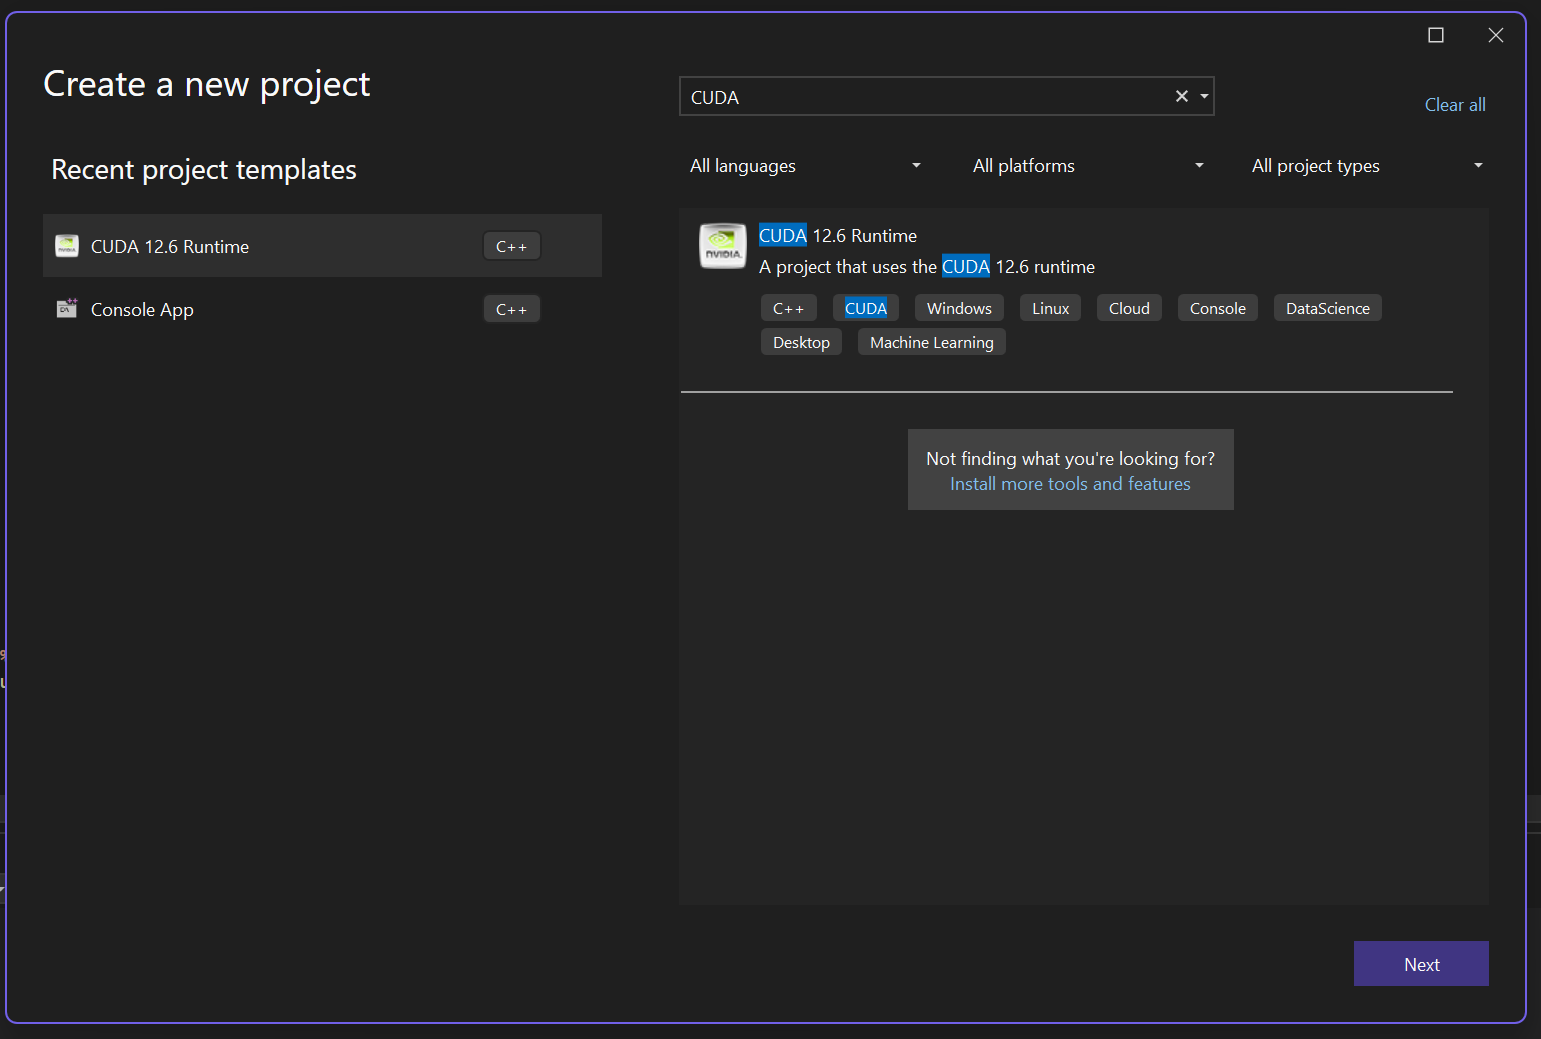 Create a new project
CUDA
Clear all
Recent project templates
All languages
All platforms
All project types
CUDA 12.6 Runtime
C++
Console App
C++
NVIDIA
CUDA 12.6 Runtime
A project that uses the CUDA 12.6 runtime
C++ CUDA Windows Linux Cloud Console DataScience
Desktop Machine Learning
Not finding what you're looking for?
Install more tools and features
Next